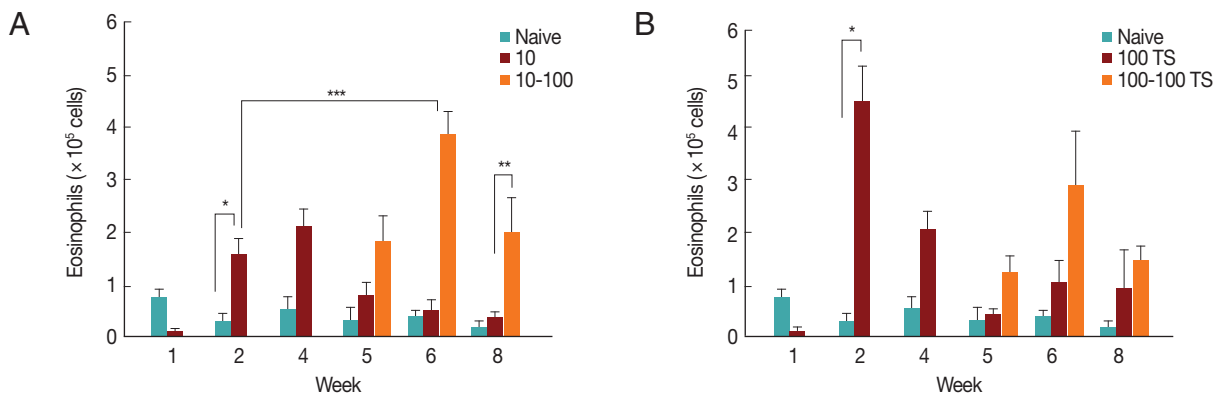 A
Eosinophils (× 10⁵ cells)
6
5
4
3
2
1
0
Naive
10
10-100
*
***
**
1 2 4 5 6 8
Week
B
Eosinophils (× 10⁵ cells)
6
5
4
3
2
1
0
Naive
100 TS
100-100 TS
*
1 2 4 5 6 8
Week